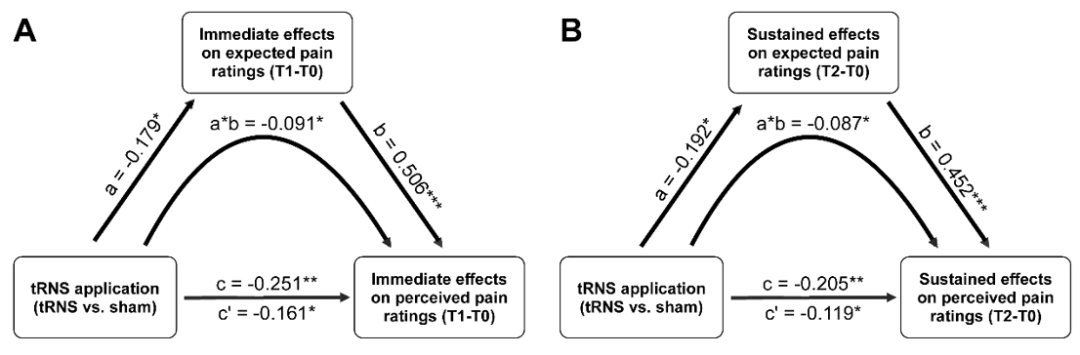 A
Immediate effects
on expected pain
ratings (T1-T0)
a = -0.179*
a*b = -0.091*
b = 0.506***
tRNS application
(tRNS vs. sham)
c = -0.251**
c' = -0.161*
Immediate effects
on perceived pain
ratings (T1-T0)
B
Sustained effects
on expected pain
ratings (T2-T0)
a = -0.192*
a*b = -0.087*
b = 0.452***
tRNS application
(tRNS vs. sham)
c = -0.205**
c' = -0.119*
Sustained effects
on perceived pain
ratings (T2-T0)